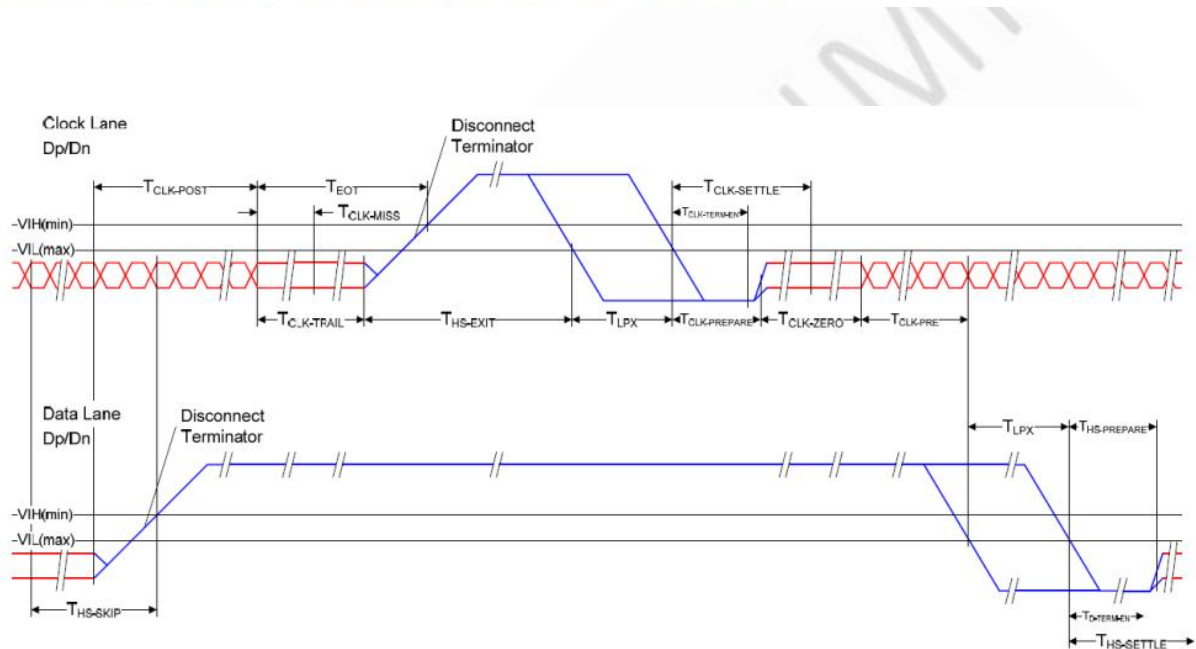 Clock Lane
Dp/Dn
Disconnect
Terminator
TCLK-POST
TEOT
TCLK-SETTLE
TCLK-MISS
TCLK-TERM-EN
VIH(min)
VIL(max)
TCLK-TRAIL
THS-EXIT
TLPX
TCLK-PREPARE
TCLK-ZERO
TCLK-PRE
Data Lane
Dp/Dn
Disconnect
Terminator
TLPX
THS-PREPARE
VIH(min)
VIL(max)
THS-SKIP
TD-TERM-EN
THS-SETTLE